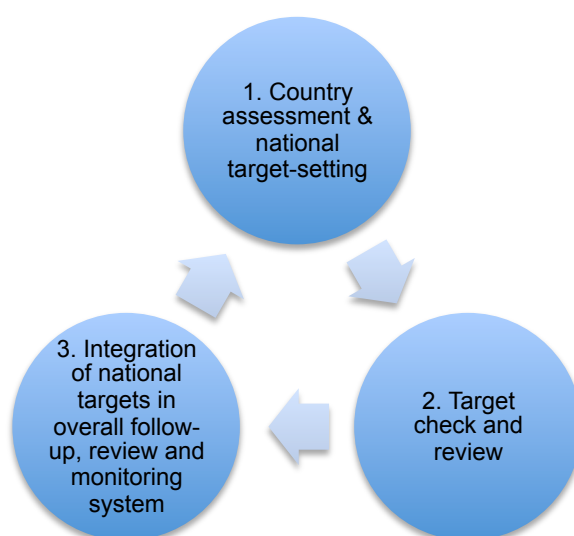 1. Country
assessment &
national
target-setting
2. Target
check and
review
3. Integration
of national
targets in
overall follow-
up, review and
monitoring
system